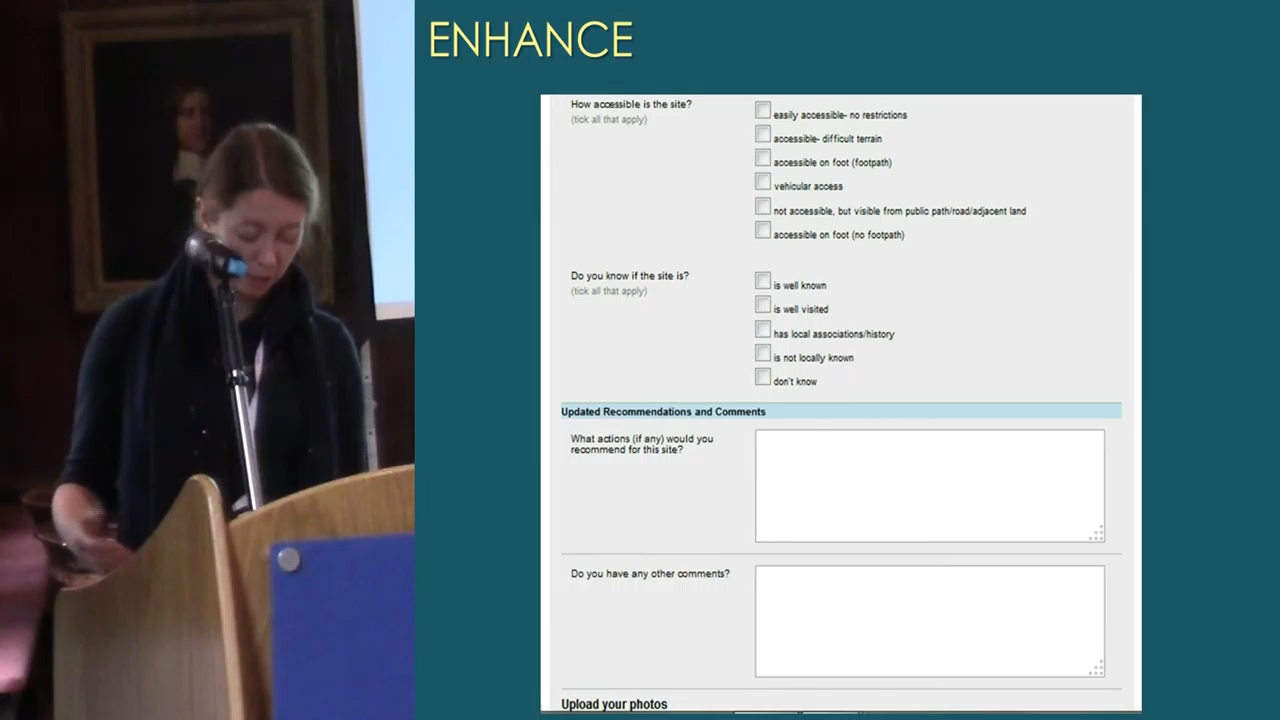 ENHANCE
How accessible is the site?
(tick all that apply)
easily accessible- no restrictions
accessible- difficult terrain
accessible on foot (footpath)
vehicular access
not accessible, but visible from public path/road/adjacent land
accessible on foot (no footpath)
Do you know if the site is?
(tick all that apply)
is well known
is well visited
has local associations/history
is not locally known
don't know
Updated Recommendations and Comments
What actions (if any) would you
recommend for this site?
Do you have any other comments?
Upload your photos